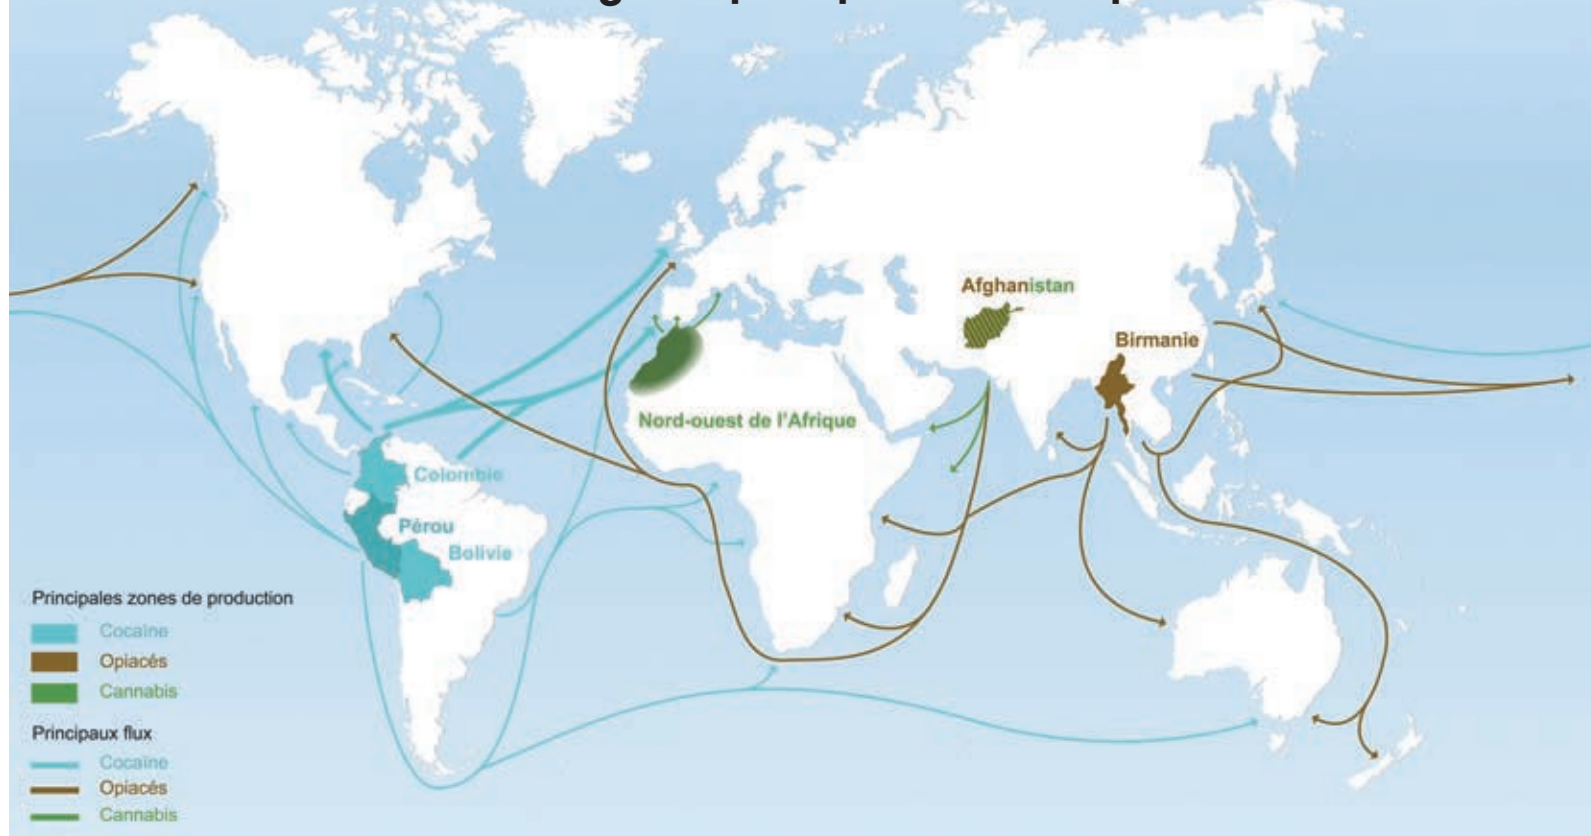 Afghanistan
Birmanie
Nord-ouest de l'Afrique
Colombie
Pérou
Bolivie
Principales zones de production
Cocaïne
Opiacés
Cannabis
Principaux flux
Cocaïne
Opiacés
Cannabis